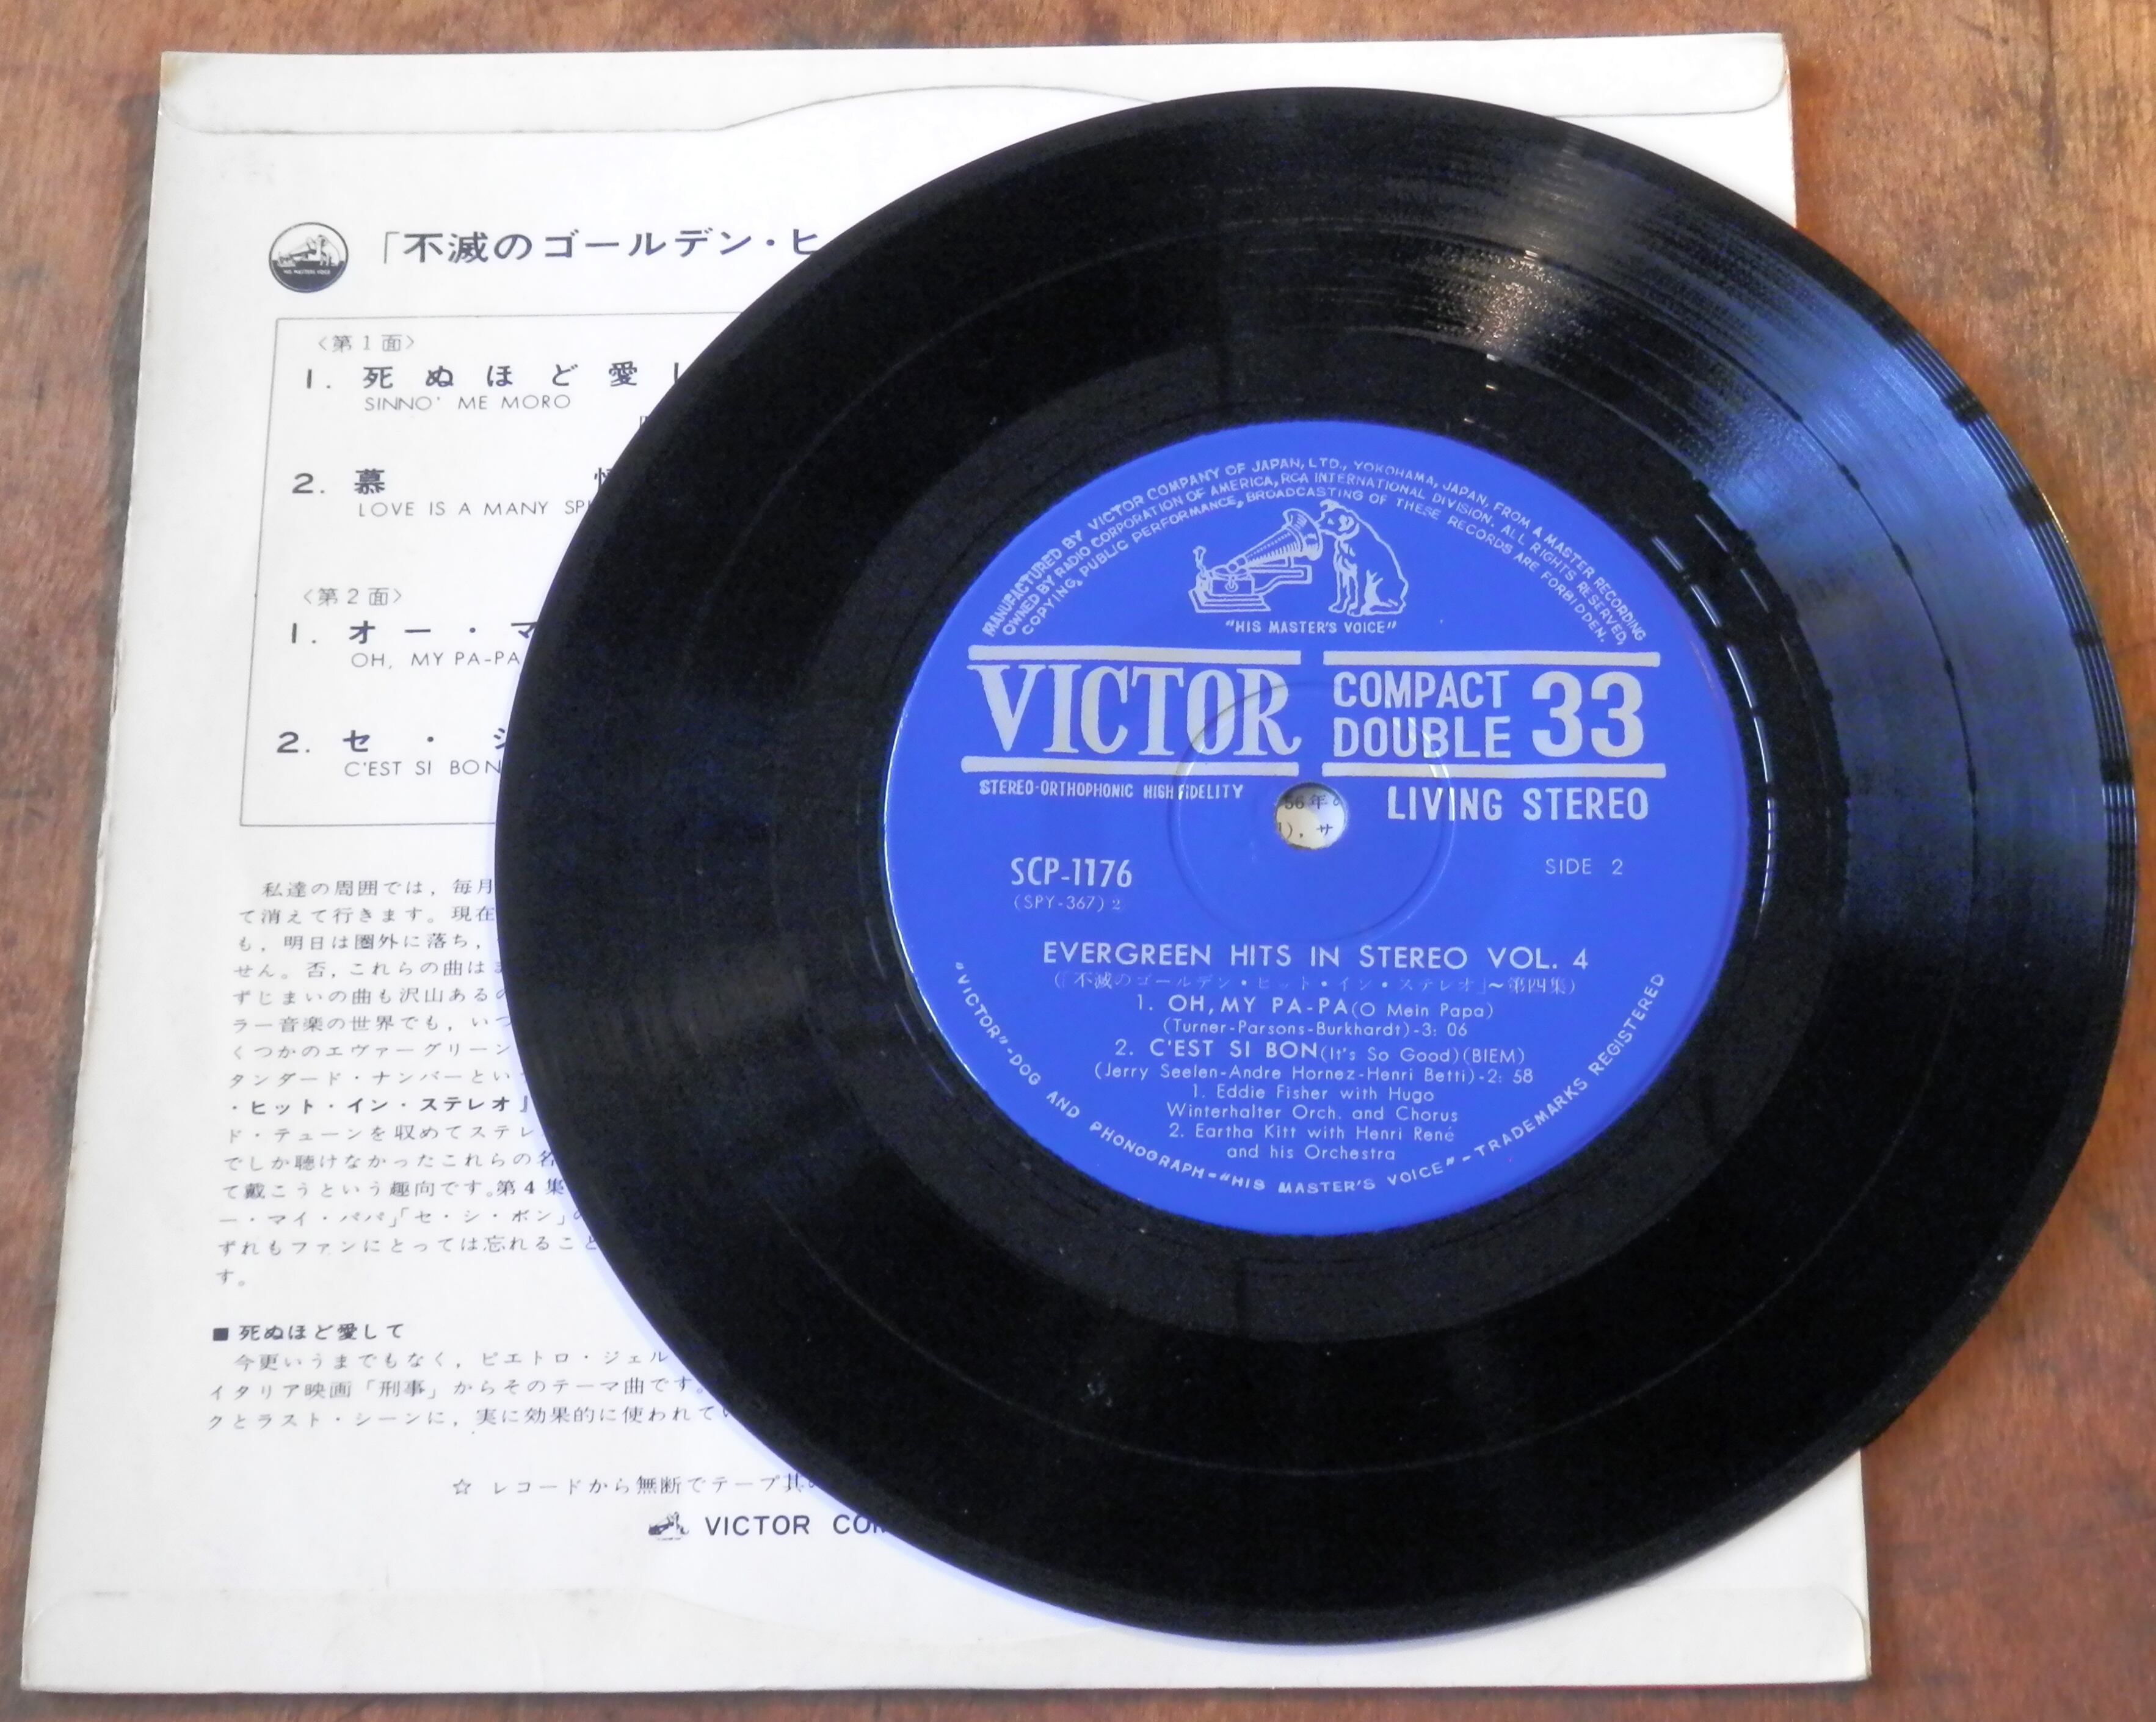 「不滅のゴールデン・ヒ
〈第1面〉
1. 死ぬほど愛し
SINNO' ME MORO
2. 慕
LOVE IS A MANY SP
〈第2面〉
1. オー・マ
OH, MY PA-PA
2. セ・シ
C'EST SI BON
私達の周囲では，毎月
て消えて行きます。現在
も，明日は圏外に落ち，
せん。否，これらの曲は
ずじまいの曲も沢山ある
ラー音楽の世界でも，いつ
くつかのエヴァーグリーン
タンダード・ナンバーとい
・ヒット・イン・ステレオ』
ド・テューンを収めてステレ
でしか聴けなかったこれらの名
て戴こうという趣向です。第4集
ー・マイ・パパ」「セ・シ・ボン」の
ずれもファンにとっては忘れること
す。
■ 死ぬほど愛して
今更いうまでもなく，ピエトロ・ジェル
イタリア映画「刑事」からそのテーマ曲です。
クとラスト・シーンに，実に効果的に使われてい
☆ レコードから無断でテープ其の
VICTOR COM
MANUFACTURED BY VICTOR COMPANY OF JAPAN, LTD., YOKOHAMA, JAPAN, FROM A MASTER RECORDING
OWNED BY RADIO CORPORATION OF AMERICA, RCA INTERNATIONAL DIVISION. ALL RIGHTS RESERVED,
COPYING, PUBLIC PERFORMANCE, BROADCASTING OF THESE RECORDS ARE FORBIDDEN.
"HIS MASTER'S VOICE"
VICTOR
COMPACT DOUBLE 33
STEREO-ORTHOPHONIC HIGH FIDELITY
LIVING STEREO
56年の
サ
SCP-1176
SIDE 2
(SPY-367) 2
EVERGREEN HITS IN STEREO VOL. 4
(「不滅のゴールデン・ヒット・イン・ステレオ」〜第四集)
1. OH, MY PA-PA (O Mein Papa)
(Turner-Parsons-Burkhardt)-3: 06
2. C'EST SI BON (It's So Good) (BIEM)
(Jerry Seelen-Andre Hornez-Henri Betti)-2: 58
1. Eddie Fisher with Hugo
Winterhalter Orch. and Chorus
2. Eartha Kitt with Henri René
and his Orchestra
"VICTOR"-DOG AND PHONOGRAPH-"HIS MASTER'S VOICE"-TRADEMARKS REGISTERED